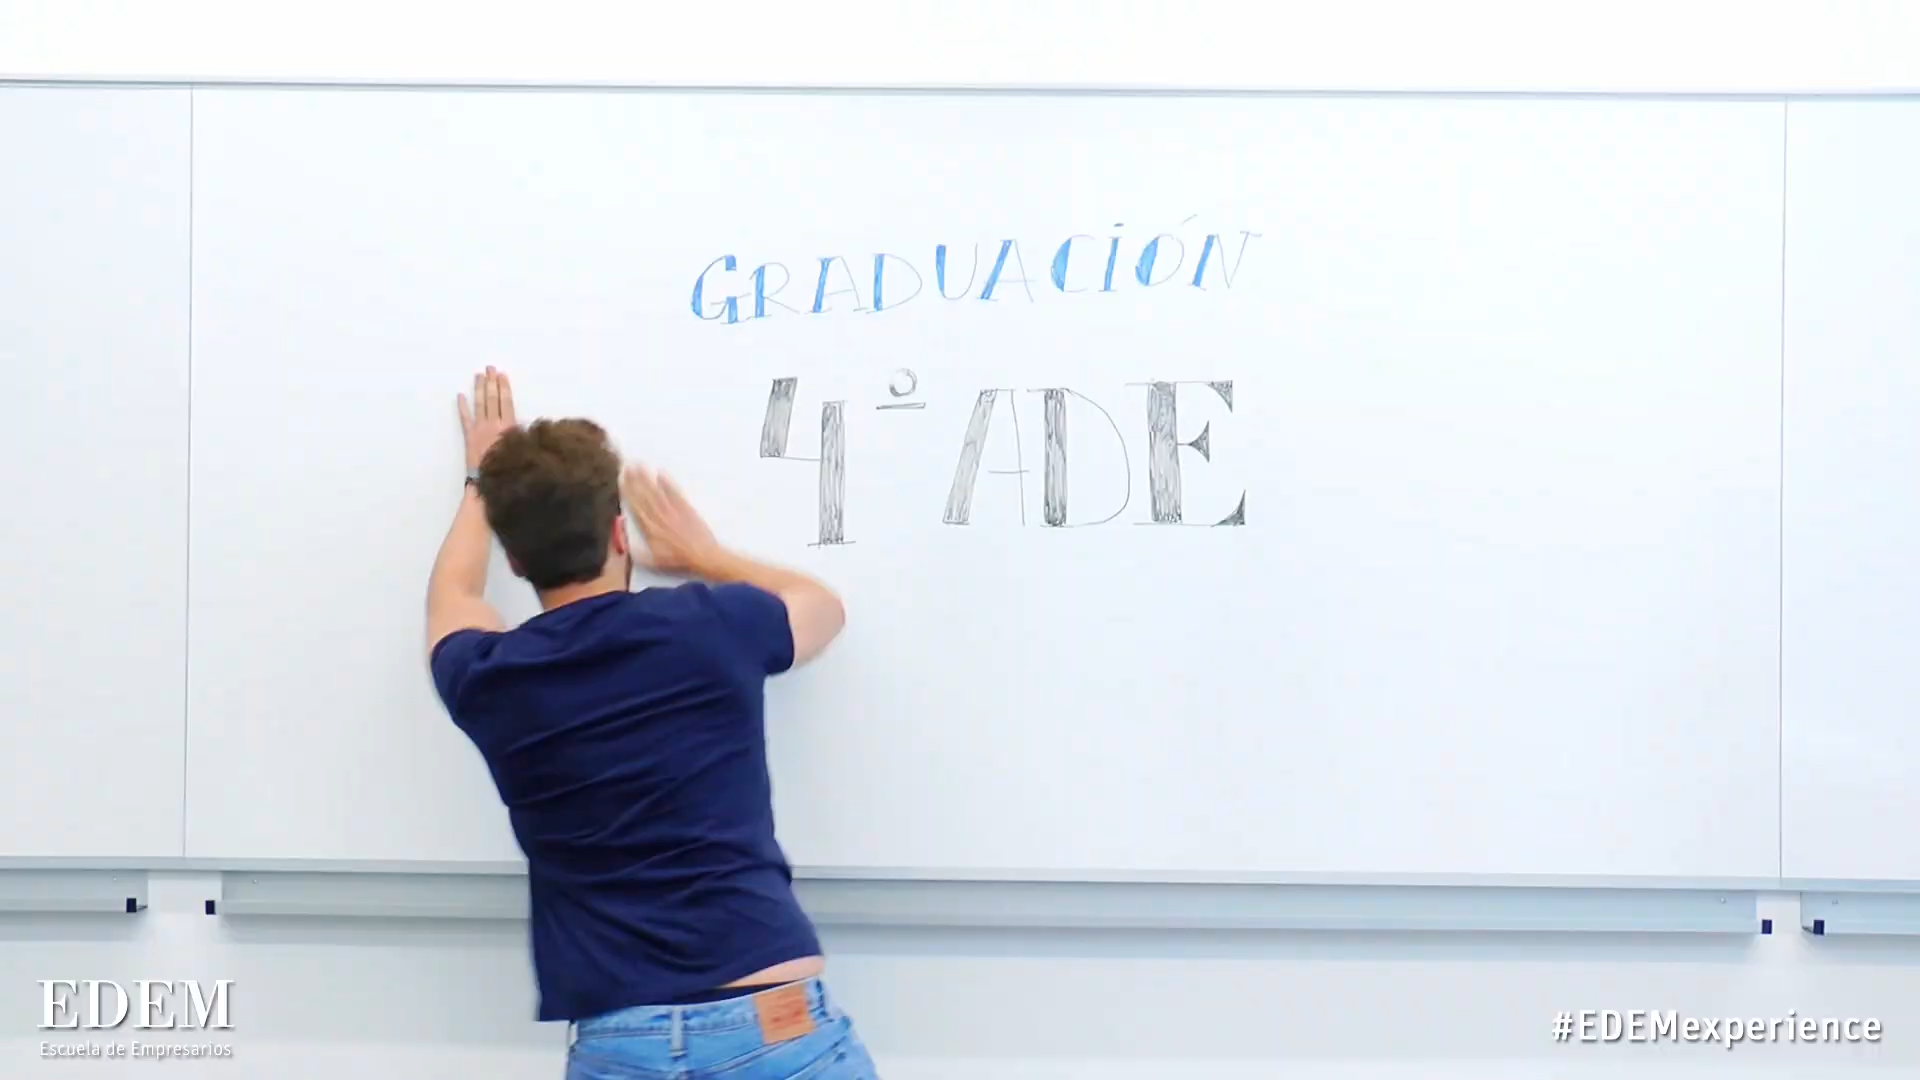 GRADUACIÓN
4º ADE
EDEM
Escuela de Empresarios
#EDEMexperience